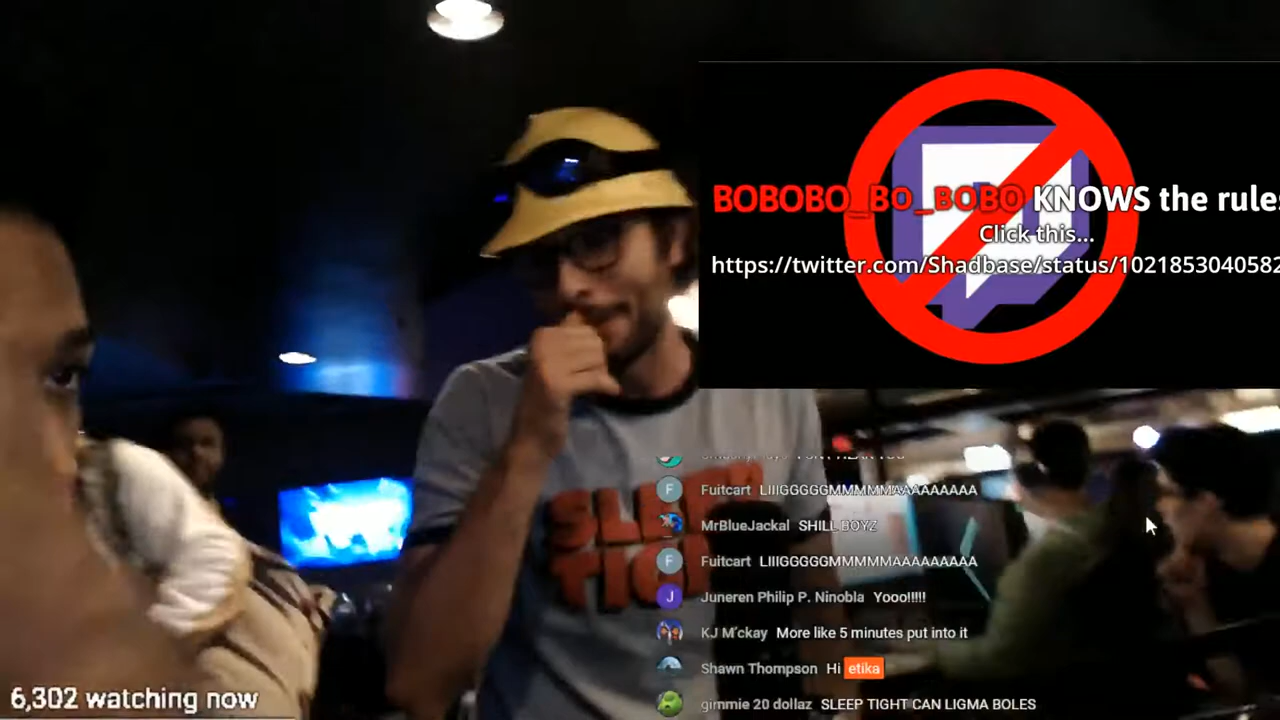 BOBOBO_BO_BOBO KNOWS the rules
Click this...
https://twitter.com/Shadbase/status/1021853040582
SLEEP
TIGHT
Fuitcart LIIIGGGGGMMMMMAAAAAAAAA
MrBlueJackal SHILL BOYZ
Fuitcart LIIIGGGGGMMMMMAAAAAAAAA
J Juneren Philip P. Ninobla Yooo!!!!!
KJ M'ckay More like 5 minutes put into it
Shawn Thompson Hi etika
gimmie 20 dollaz SLEEP TIGHT CAN LIGMA BOLES
6,302 watching now